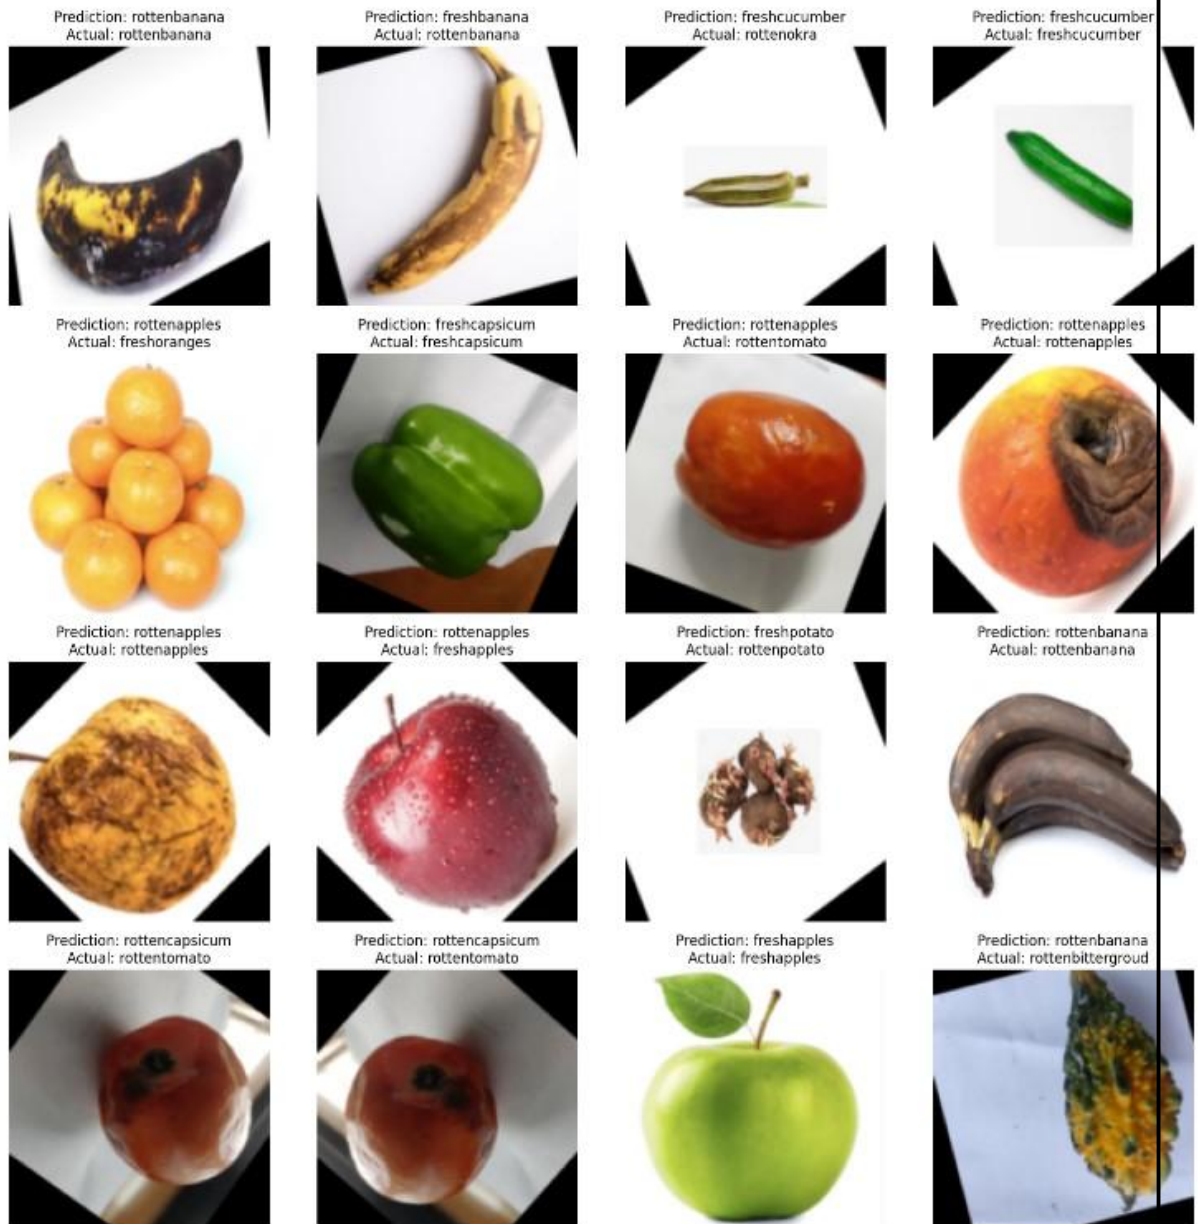 Prediction: rottenbanana
Actual: rottenbanana
Prediction: freshbanana
Actual: rottenbanana
Prediction: freshcucumber
Actual: rottenokra
Prediction: freshcucumber
Actual: freshcucumber
Prediction: rottenapples
Actual: freshoranges
Prediction: freshcapsicum
Actual: freshcapsicum
Prediction: rottenapples
Actual: rottentomato
Prediction: rottenapples
Actual: rottenapples
Prediction: rottenapples
Actual: rottenapples
Prediction: rottenapples
Actual: freshapples
Prediction: freshpotato
Actual: rottenpotato
Prediction: rottenbanana
Actual: rottenbanana
Prediction: rottencapsicum
Actual: rottentomato
Prediction: rottencapsicum
Actual: rottentomato
Prediction: freshapples
Actual: freshapples
Prediction: rottenbanana
Actual: rottenbittergroud